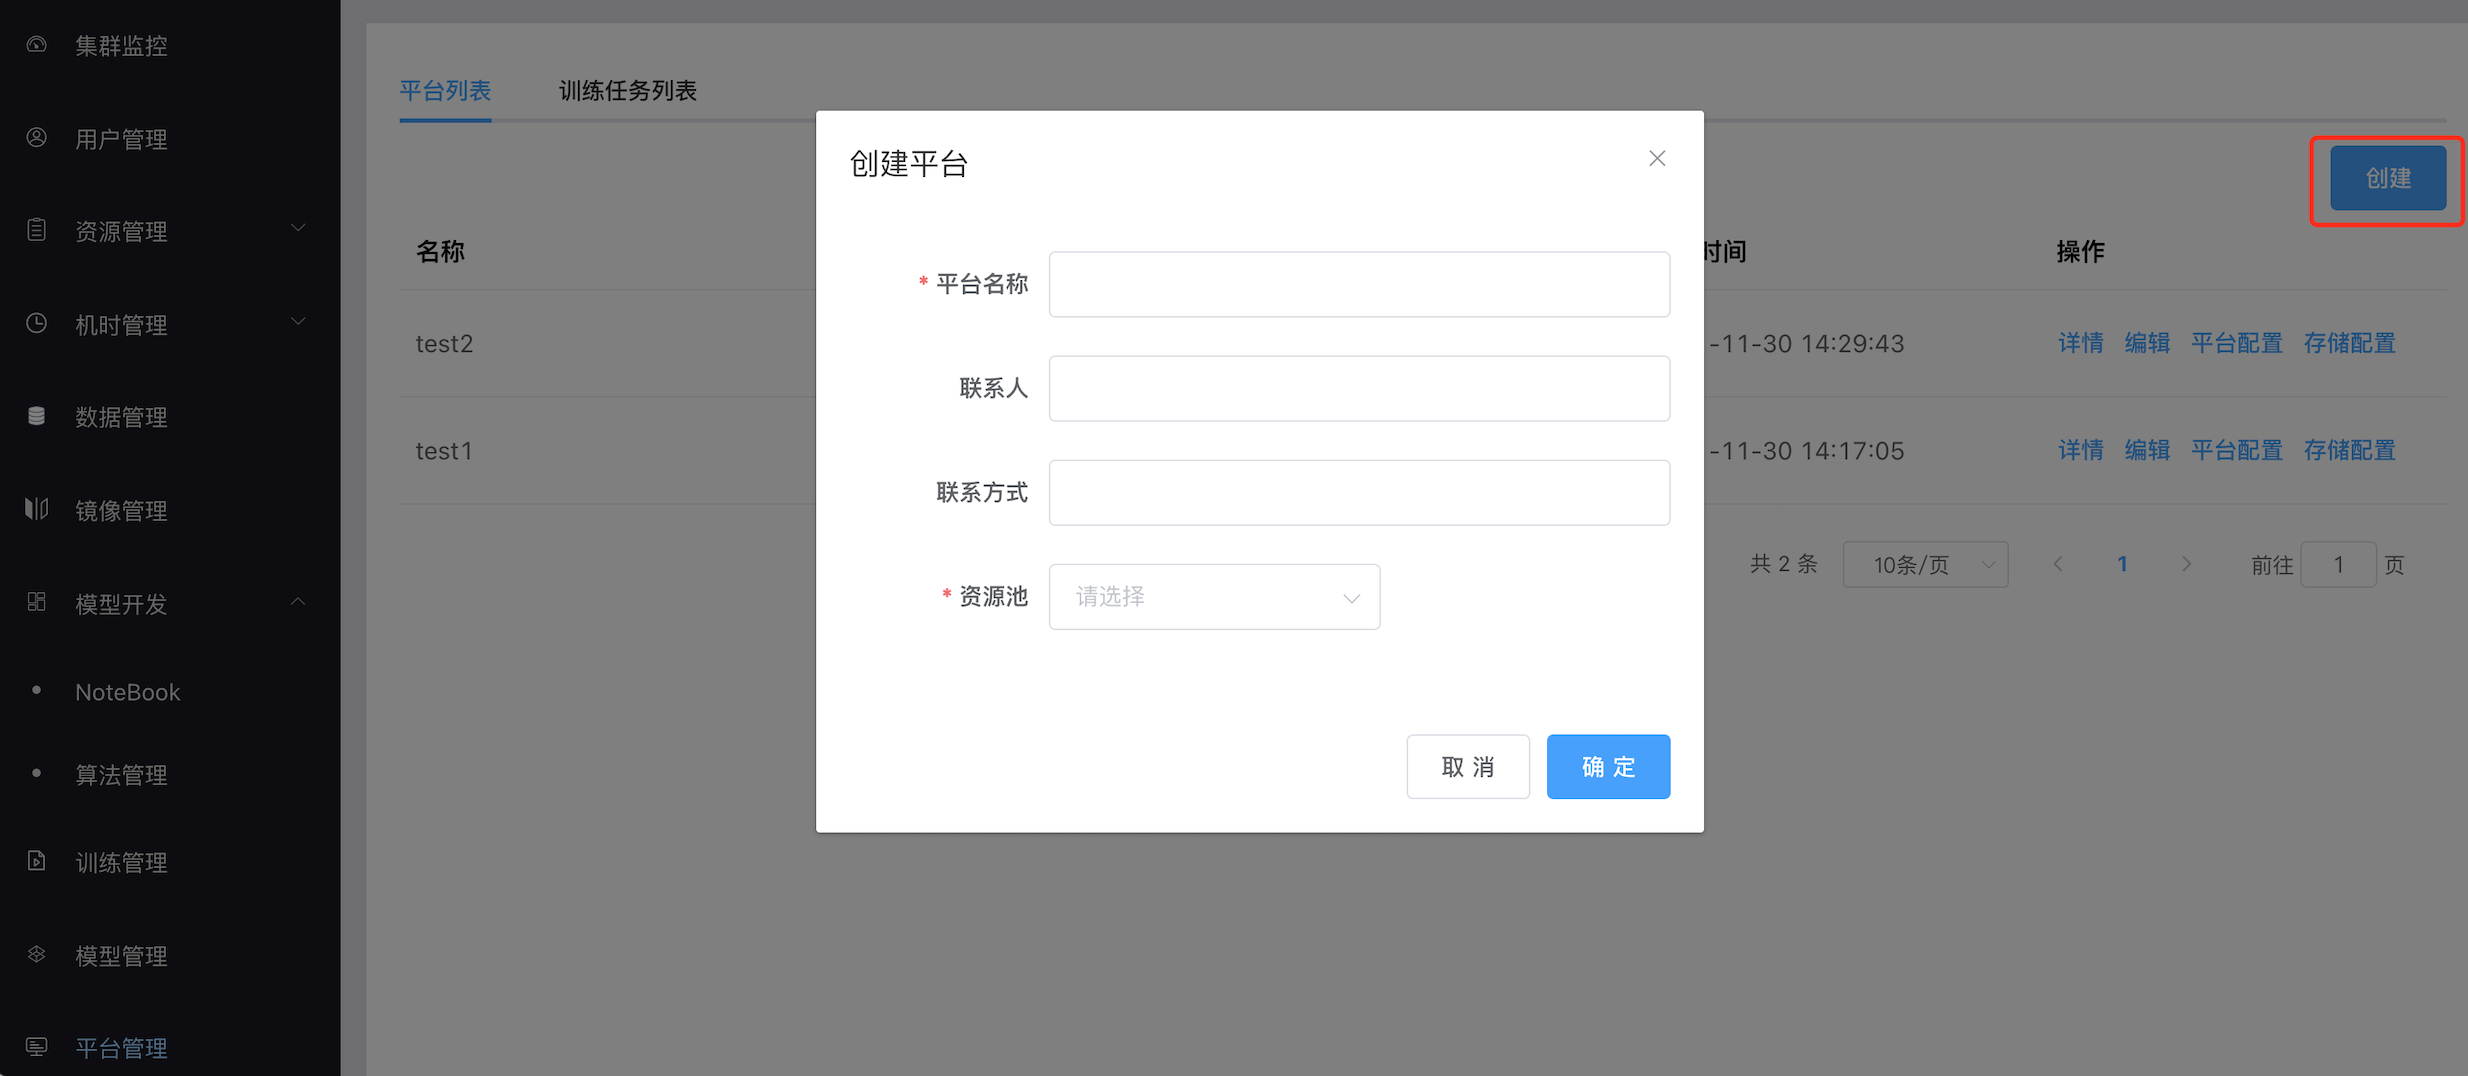 集群监控
用户管理
资源管理
机时管理
数据管理
镜像管理
模型开发
NoteBook
算法管理
训练管理
模型管理
平台管理
平台列表 训练任务列表
创建
名称 时间 操作
test2 -11-30 14:29:43 详情 编辑 平台配置 存储配置
test1 -11-30 14:17:05 详情 编辑 平台配置 存储配置
共 2 条 10条/页 1 前往 1 页
创建平台
* 平台名称
联系人
联系方式
* 资源池 请选择
取 消 确 定